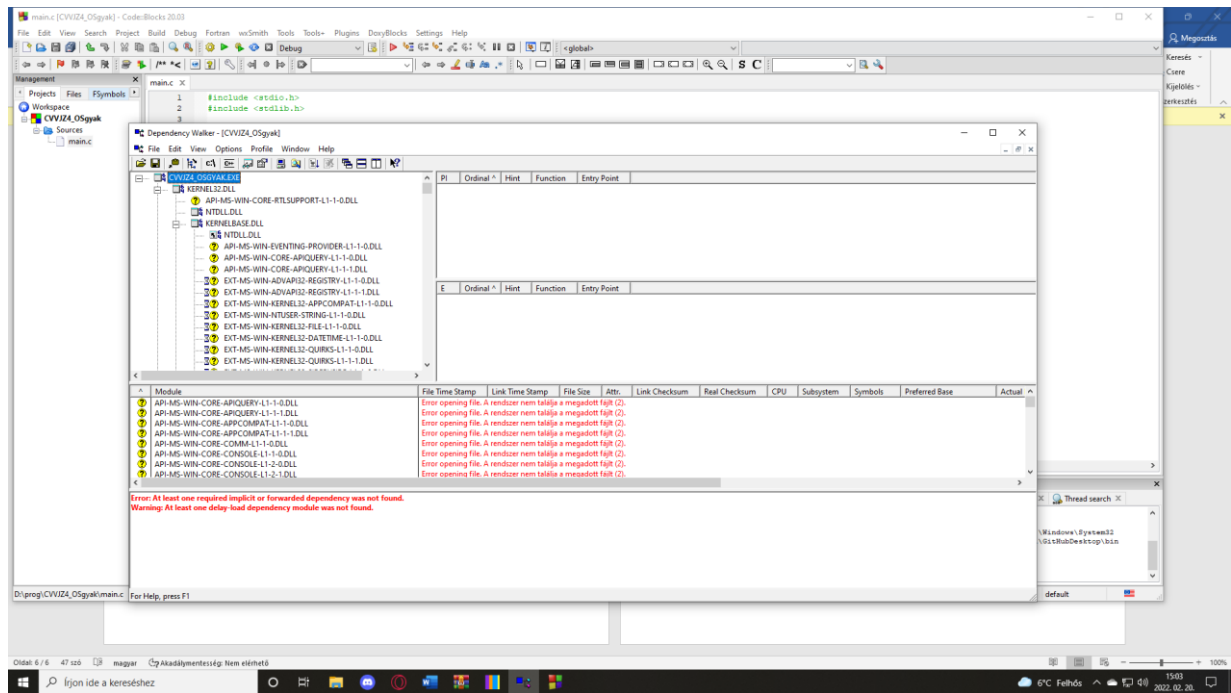 main.c [CVVJZ4_OSgyak] - Code::Blocks 20.03
File Edit View Search Project Build Debug Fortran wxSmith Tools Tools+ Plugins DoxyBlocks Settings Help
Megosztás
Debug
<global>
Keresés
Csere
Kijelölés
zerkesztés
/** *<
.*
S C
Management
main.c
Projects Files FSymbols
Workspace
CVVJZ4_OSgyak
Sources
main.c
1 #include <stdio.h>
2 #include <stdlib.h>
3
Dependency Walker - [CVVJZ4_OSgyak]
File Edit View Options Profile Window Help
CVVJZ4_OSGYAK.EXE
KERNEL32.DLL
API-MS-WIN-CORE-RTLSUPPORT-L1-1-0.DLL
NTDLL.DLL
KERNELBASE.DLL
NTDLL.DLL
API-MS-WIN-EVENTING-PROVIDER-L1-1-0.DLL
API-MS-WIN-CORE-APIQUERY-L1-1-0.DLL
API-MS-WIN-CORE-APIQUERY-L1-1-1.DLL
EXT-MS-WIN-ADVAPI32-REGISTRY-L1-1-0.DLL
EXT-MS-WIN-ADVAPI32-REGISTRY-L1-1-1.DLL
EXT-MS-WIN-KERNEL32-APPCOMPAT-L1-1-0.DLL
EXT-MS-WIN-NTUSER-STRING-L1-1-0.DLL
EXT-MS-WIN-KERNEL32-FILE-L1-1-0.DLL
EXT-MS-WIN-KERNEL32-DATETIME-L1-1-0.DLL
EXT-MS-WIN-KERNEL32-QUIRKS-L1-1-0.DLL
EXT-MS-WIN-KERNEL32-QUIRKS-L1-1-1.DLL
PI Ordinal ^ Hint Function Entry Point
E Ordinal ^ Hint Function Entry Point
^ Module File Time Stamp Link Time Stamp File Size Attr. Link Checksum Real Checksum CPU Subsystem Symbols Preferred Base Actual
API-MS-WIN-CORE-APIQUERY-L1-1-0.DLL Error opening file. A rendszer nem találja a megadott fájlt (2).
API-MS-WIN-CORE-APIQUERY-L1-1-1.DLL Error opening file. A rendszer nem találja a megadott fájlt (2).
API-MS-WIN-CORE-APPCOMPAT-L1-1-0.DLL Error opening file. A rendszer nem találja a megadott fájlt (2).
API-MS-WIN-CORE-APPCOMPAT-L1-1-1.DLL Error opening file. A rendszer nem találja a megadott fájlt (2).
API-MS-WIN-CORE-COMM-L1-1-0.DLL Error opening file. A rendszer nem találja a megadott fájlt (2).
API-MS-WIN-CORE-CONSOLE-L1-1-0.DLL Error opening file. A rendszer nem találja a megadott fájlt (2).
API-MS-WIN-CORE-CONSOLE-L1-2-0.DLL Error opening file. A rendszer nem találja a megadott fájlt (2).
API-MS-WIN-CORE-CONSOLE-L1-2-1.DLL Error opening file. A rendszer nem találja a megadott fájlt (2).
Error: At least one required implicit or forwarded dependency was not found.
Warning: At least one delay-load dependency module was not found.
Thread search
\Windows\System32
\GitHubDesktop\bin
For Help, press F1
D:\prog\CVVJZ4_OSgyak\main.c
default
Oldal: 6 / 6 47 szó magyar Akadálymentesség: Nem elérhető
100%
Írjon ide a kereséshez
6°C Felhős
15:03
2022. 02. 20.